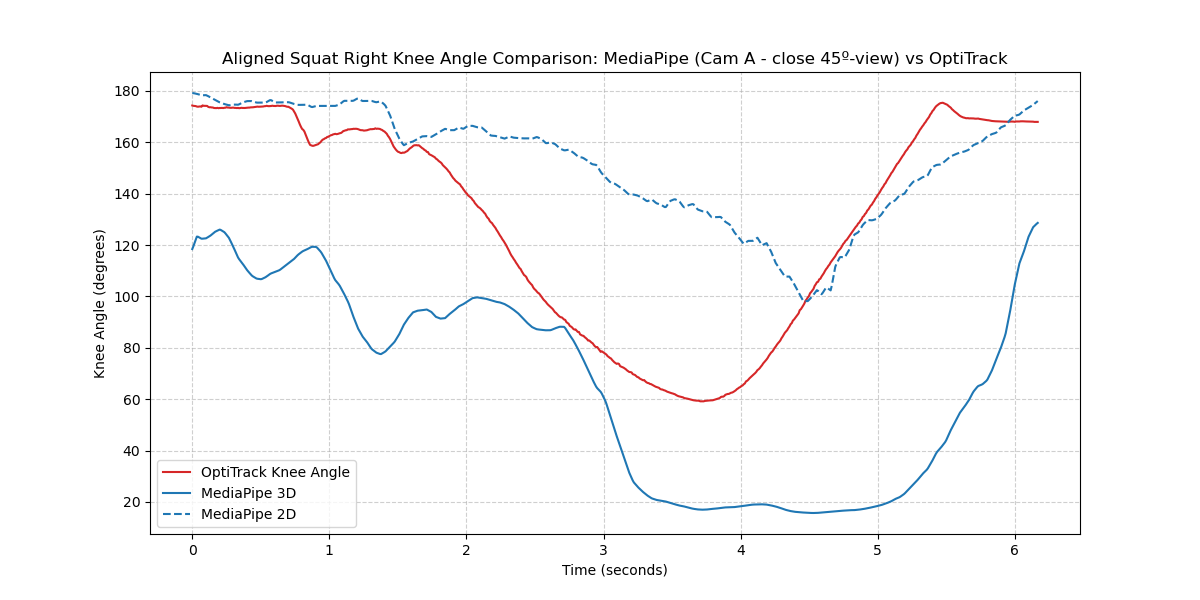 Aligned Squat Right Knee Angle Comparison: MediaPipe (Cam A - close 45º-view) vs OptiTrack
Knee Angle (degrees)
180
160
140
120
100
80
60
40
20
OptiTrack Knee Angle
MediaPipe 3D
MediaPipe 2D
0 1 2 3 4 5 6
Time (seconds)